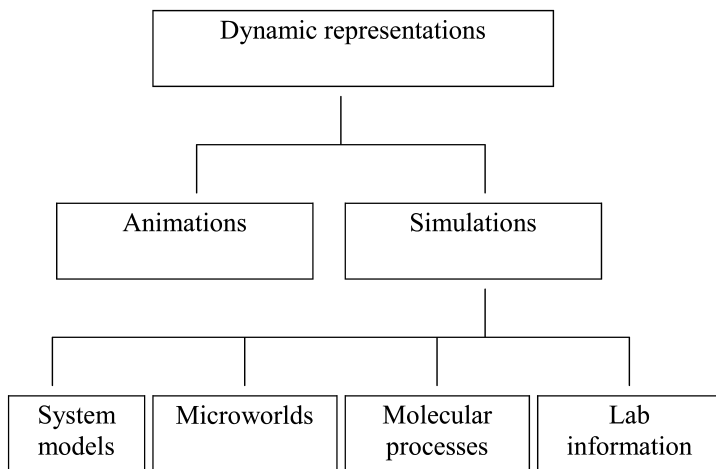 Dynamic representations
Animations
Simulations
System
models
Microworlds
Molecular
processes
Lab
information